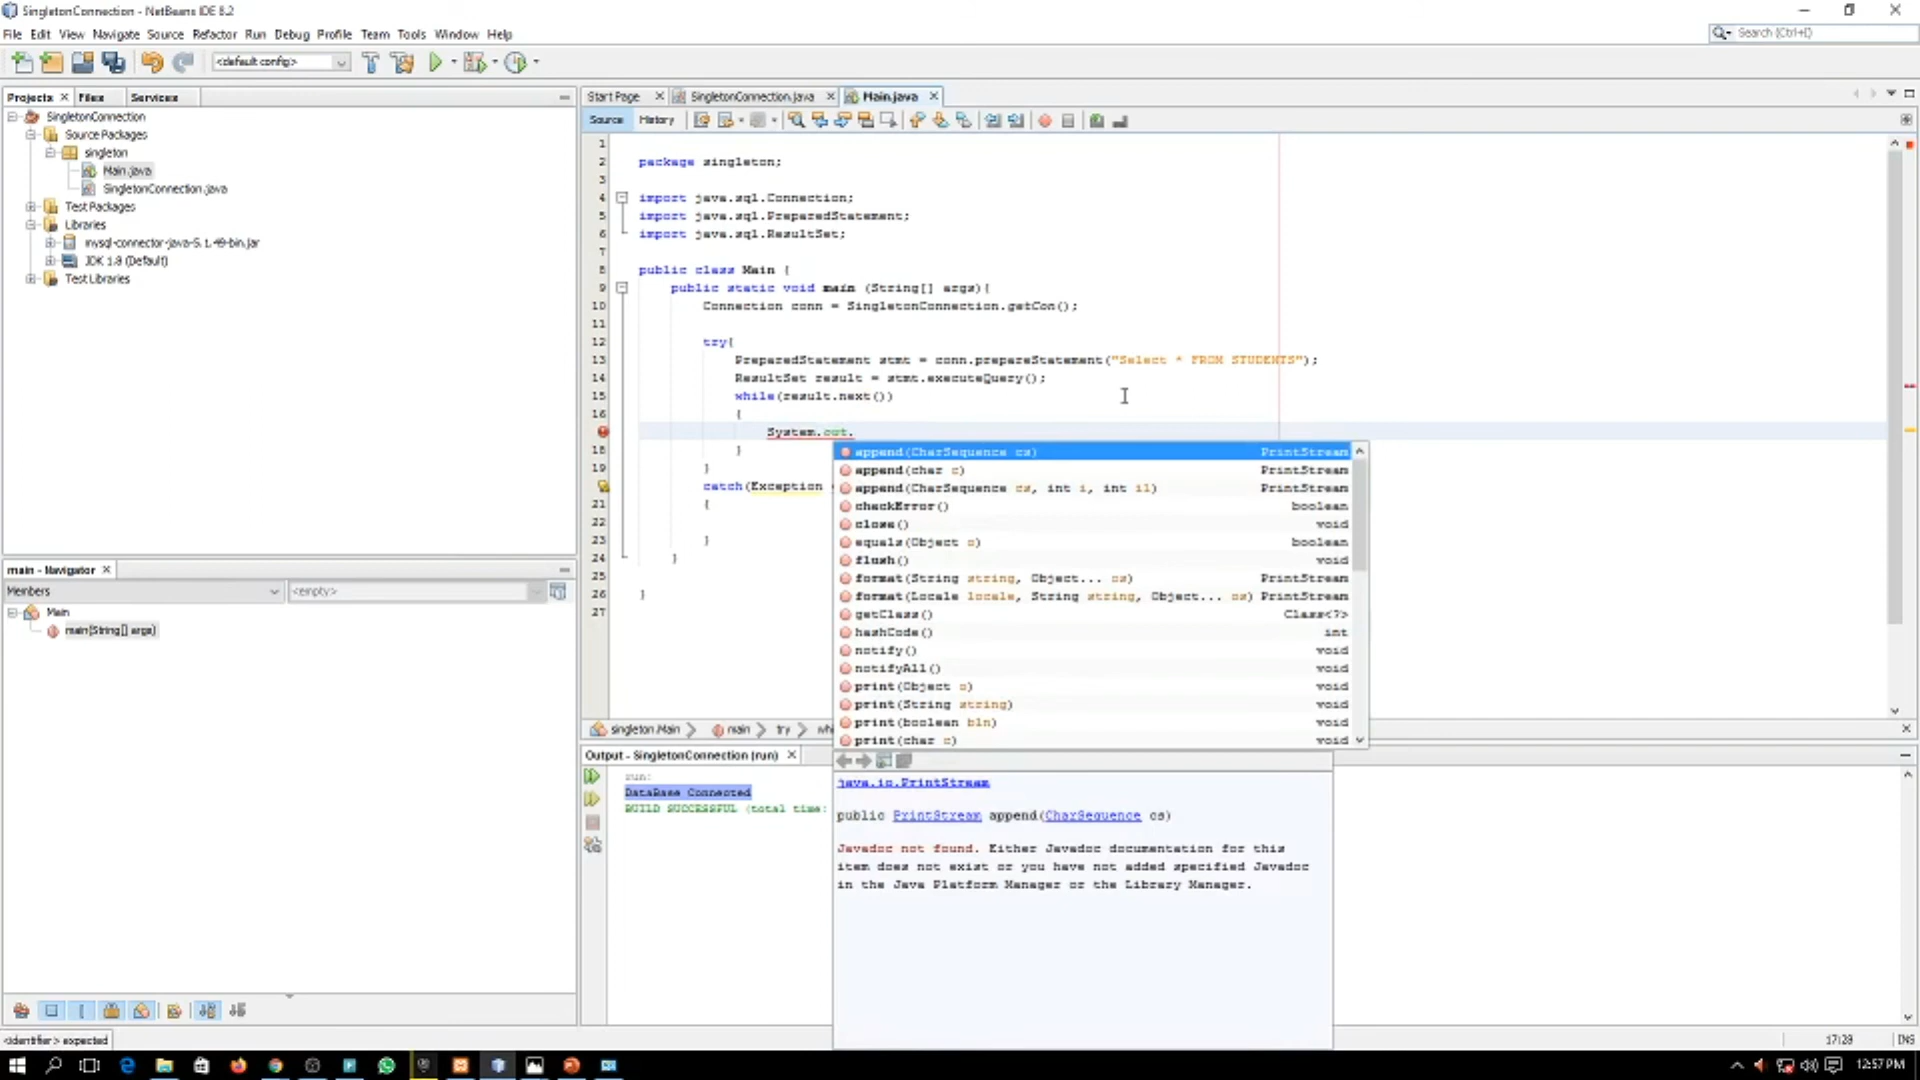 SingletonConnection - NetBeans IDE 8.2
File Edit View Navigate Source Refactor Run Debug Profile Team Tools Window Help
Search (Ctrl+I)
<default config>
Projects Files Services
SingletonConnection
Source Packages
singleton
Main.java
SingletonConnection.java
Test Packages
Libraries
mysql-connector-java-5.1.49-bin.jar
JDK 1.8 (Default)
Test Libraries
main - Navigator
Members
<empty>
Main
main(String[] args)
Start Page SingletonConnection.java Main.java
Source History
1
2 package singleton;
3
4 import java.sql.Connection;
5 import java.sql.PreparedStatement;
6 import java.sql.ResultSet;
7
8 public class Main {
9 public static void main (String[] args){
10 Connection conn = SingletonConnection.getCon();
11
12 try{
13 PreparedStatement stmt = conn.prepareStatement("Select * FROM STUDENTS");
14 ResultSet result = stmt.executeQuery();
15 while(result.next())
16 {
System.out.
18 }
19 }
catch(Exception
21 {
22
23 }
24 }
25
26 }
27
append(CharSequence cs) PrintStream
append(char c) PrintStream
append(CharSequence cs, int i, int i1) PrintStream
checkError() boolean
close() void
equals(Object o) boolean
flush() void
format(String string, Object... os) PrintStream
format(Locale locale, String string, Object... os) PrintStream
getClass() Class<?>
hashCode() int
notify() void
notifyAll() void
print(Object o) void
print(String string) void
print(boolean bln) void
print(char c) void
singleton.Main main try
Output - SingletonConnection (run)
run:
DataBase Connected
BUILD SUCCESSFUL (total time:
java.io.PrintStream
public PrintStream append(CharSequence cs)
Javadoc not found. Either Javadoc documentation for this
item does not exist or you have not added specified Javadoc
in the Java Platform Manager or the Library Manager.
<identifier> expected
17:28 INS
12:57 PM